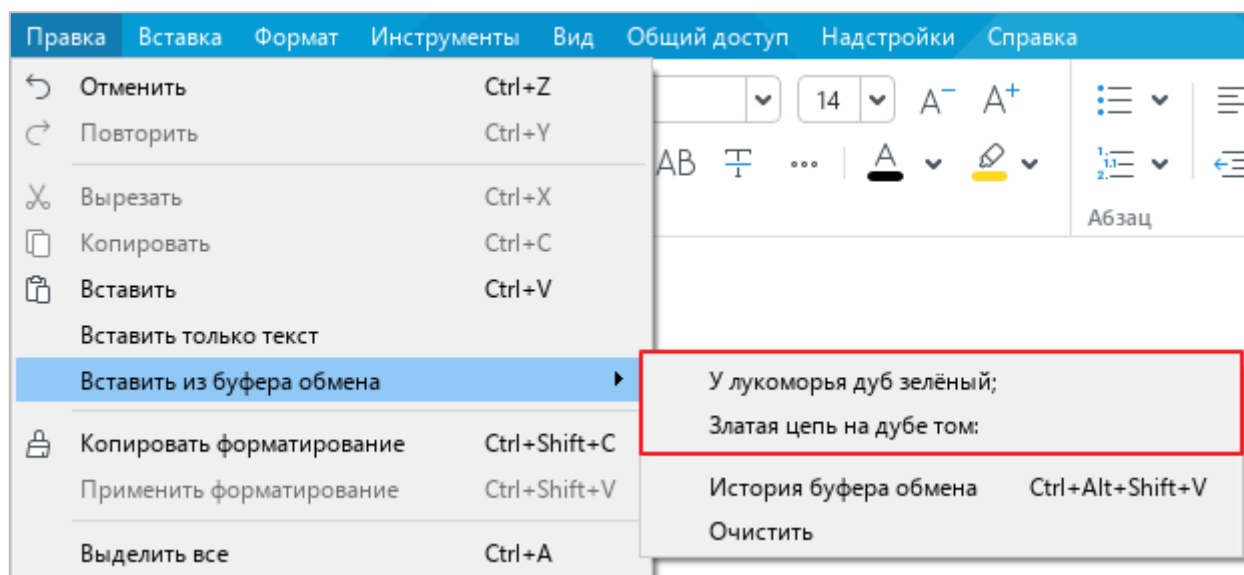 Правка Вставка Формат Инструменты Вид Общий доступ Надстройки Справка
Отменить Ctrl+Z
14 A− A+
Повторить Ctrl+Y
AB T ••• A
Вырезать Ctrl+X
Абзац
Копировать Ctrl+C
Вставить Ctrl+V
Вставить только текст
Вставить из буфера обмена
У лукоморья дуб зелёный;
Златая цепь на дубе том:
Копировать форматирование Ctrl+Shift+C
Применить форматирование Ctrl+Shift+V
История буфера обмена Ctrl+Alt+Shift+V
Очистить
Выделить все Ctrl+A